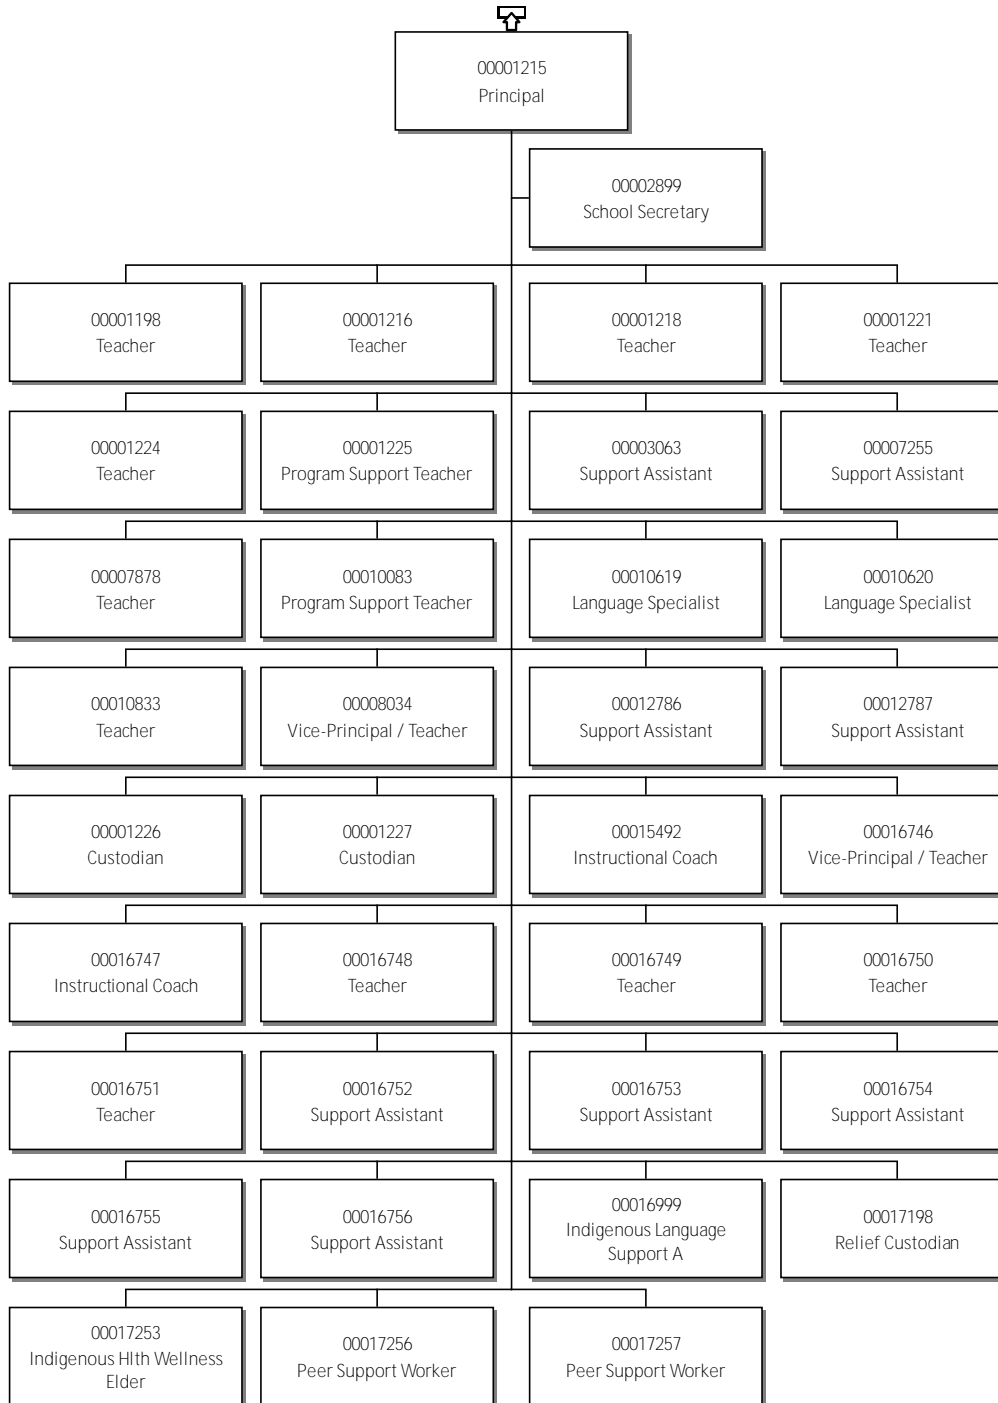 00001215
Principal
00002899
School Secretary
00001198
Teacher
00001216
Teacher
00001218
Teacher
00001221
Teacher
00001224
Teacher
00001225
Program Support Teacher
00003063
Support Assistant
00007255
Support Assistant
00007878
Teacher
00010083
Program Support Teacher
00010619
Language Specialist
00010620
Language Specialist
00010833
Teacher
00008034
Vice-Principal / Teacher
00012786
Support Assistant
00012787
Support Assistant
00001226
Custodian
00001227
Custodian
00015492
Instructional Coach
00016746
Vice-Principal / Teacher
00016747
Instructional Coach
00016748
Teacher
00016749
Teacher
00016750
Teacher
00016751
Teacher
00016752
Support Assistant
00016753
Support Assistant
00016754
Support Assistant
00016755
Support Assistant
00016756
Support Assistant
00016999
Indigenous Language
Support A
00017198
Relief Custodian
00017253
Indigenous Hlth Wellness
Elder
00017256
Peer Support Worker
00017257
Peer Support Worker